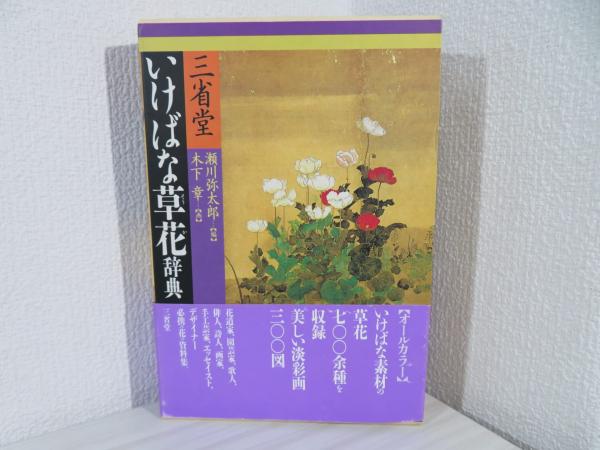 三省堂
いけばな草花辞典
瀬川弥太郎…【編】
木下 章…【画】
【オールカラー】
いけばな素材の
草花
七〇〇余種を
収録
美しい淡彩画
三〇〇図
花道家、園芸家、歌人、
俳人、詩人、画家、
手工芸家、エッセイスト、
デザイナー
必携の花の資料集。
三省堂